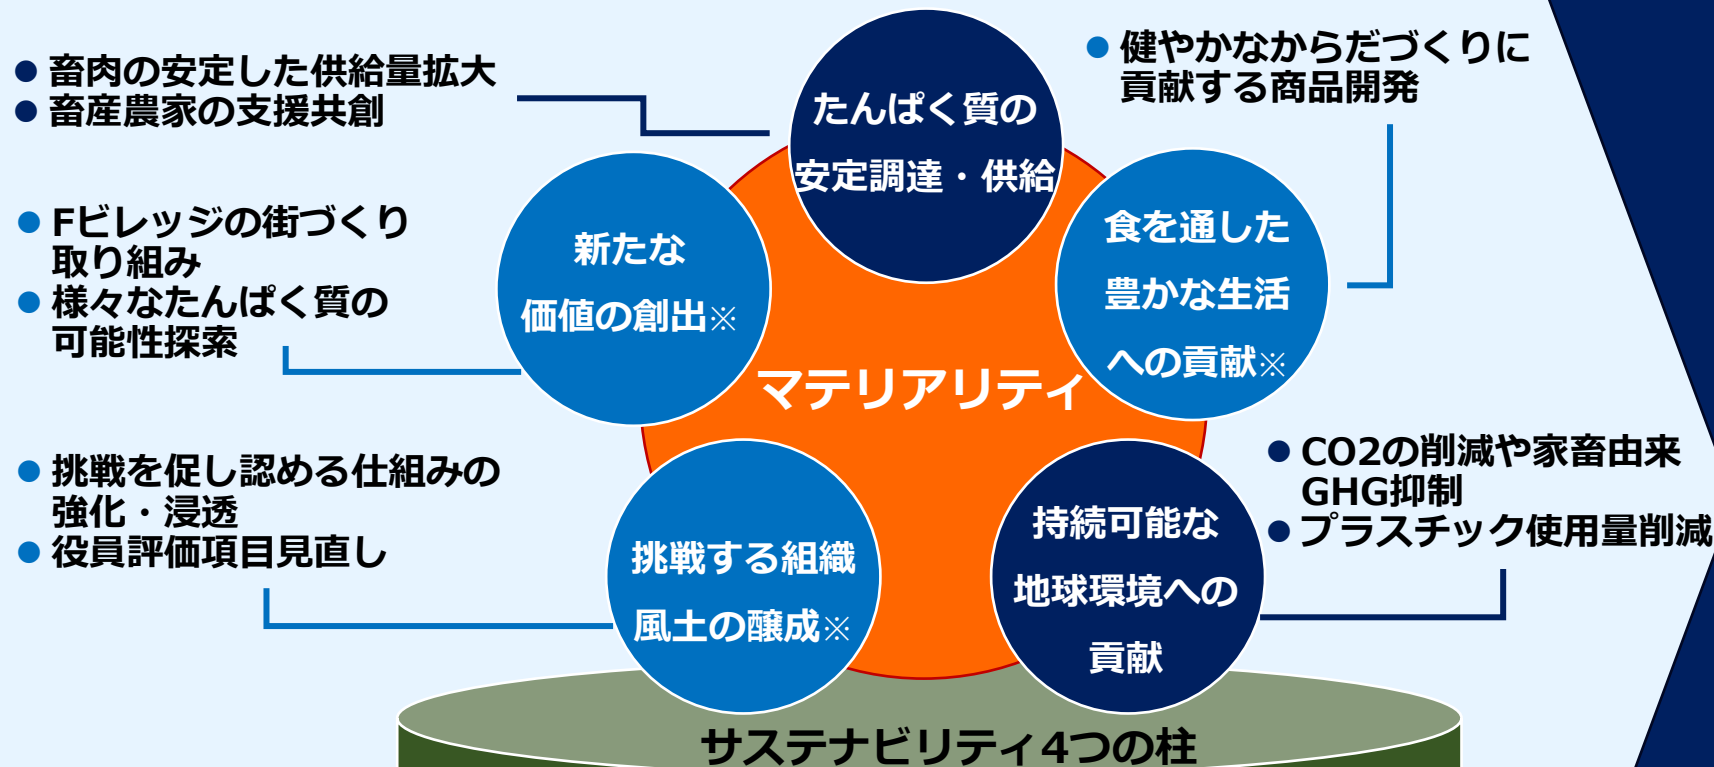 ● 畜肉の安定した供給量拡大
● 畜産農家の支援共創
たんぱく質の
安定調達・供給
● 健やかなからだづくりに
貢献する商品開発
● Fビレッジの街づくり
取り組み
● 様々なたんぱく質の
可能性探索
新たな
価値の創出※
食を通した
豊かな生活
への貢献※
マテリアリティ
● 挑戦を促し認める仕組みの
強化・浸透
● 役員評価項目見直し
挑戦する組織
風土の醸成※
持続可能な
地球環境への
貢献
● CO2の削減や家畜由来
GHG抑制
● プラスチック使用量削減
サステナビリティ4つの柱